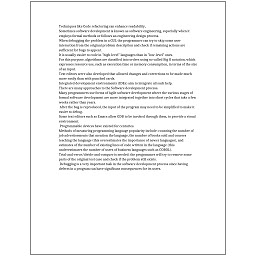 Techniques like Code refactoring can enhance readability.
Sometimes software development is known as software engineering, especially when it
employs formal methods or follows an engineering design process.
When debugging the problem in a GUI, the programmer can try to skip some user
interaction from the original problem description and check if remaining actions are
sufficient for bugs to appear.
It is usually easier to code in "high-level" languages than in "low-level" ones.
For this purpose, algorithms are classified into orders using so-called Big O notation, which
expresses resource use, such as execution time or memory consumption, in terms of the size
of an input.
Text editors were also developed that allowed changes and corrections to be made much
more easily than with punched cards.
Integrated development environments (IDEs) aim to integrate all such help.
There are many approaches to the Software development process.
Many programmers use forms of Agile software development where the various stages of
formal software development are more integrated together into short cycles that take a few
weeks rather than years.
After the bug is reproduced, the input of the program may need to be simplified to make it
easier to debug.
Some text editors such as Emacs allow GDB to be invoked through them, to provide a visual
environment.
Programmable devices have existed for centuries.
Methods of measuring programming language popularity include: counting the number of
job advertisements that mention the language, the number of books sold and courses
teaching the language (this overestimates the importance of newer languages), and
estimates of the number of existing lines of code written in the language (this
underestimates the number of users of business languages such as COBOL).
Trial-and-error/divide-and-conquer is needed: the programmer will try to remove some
parts of the original test case and check if the problem still exists.
Debugging is a very important task in the software development process since having
defects in a program can have significant consequences for its users.